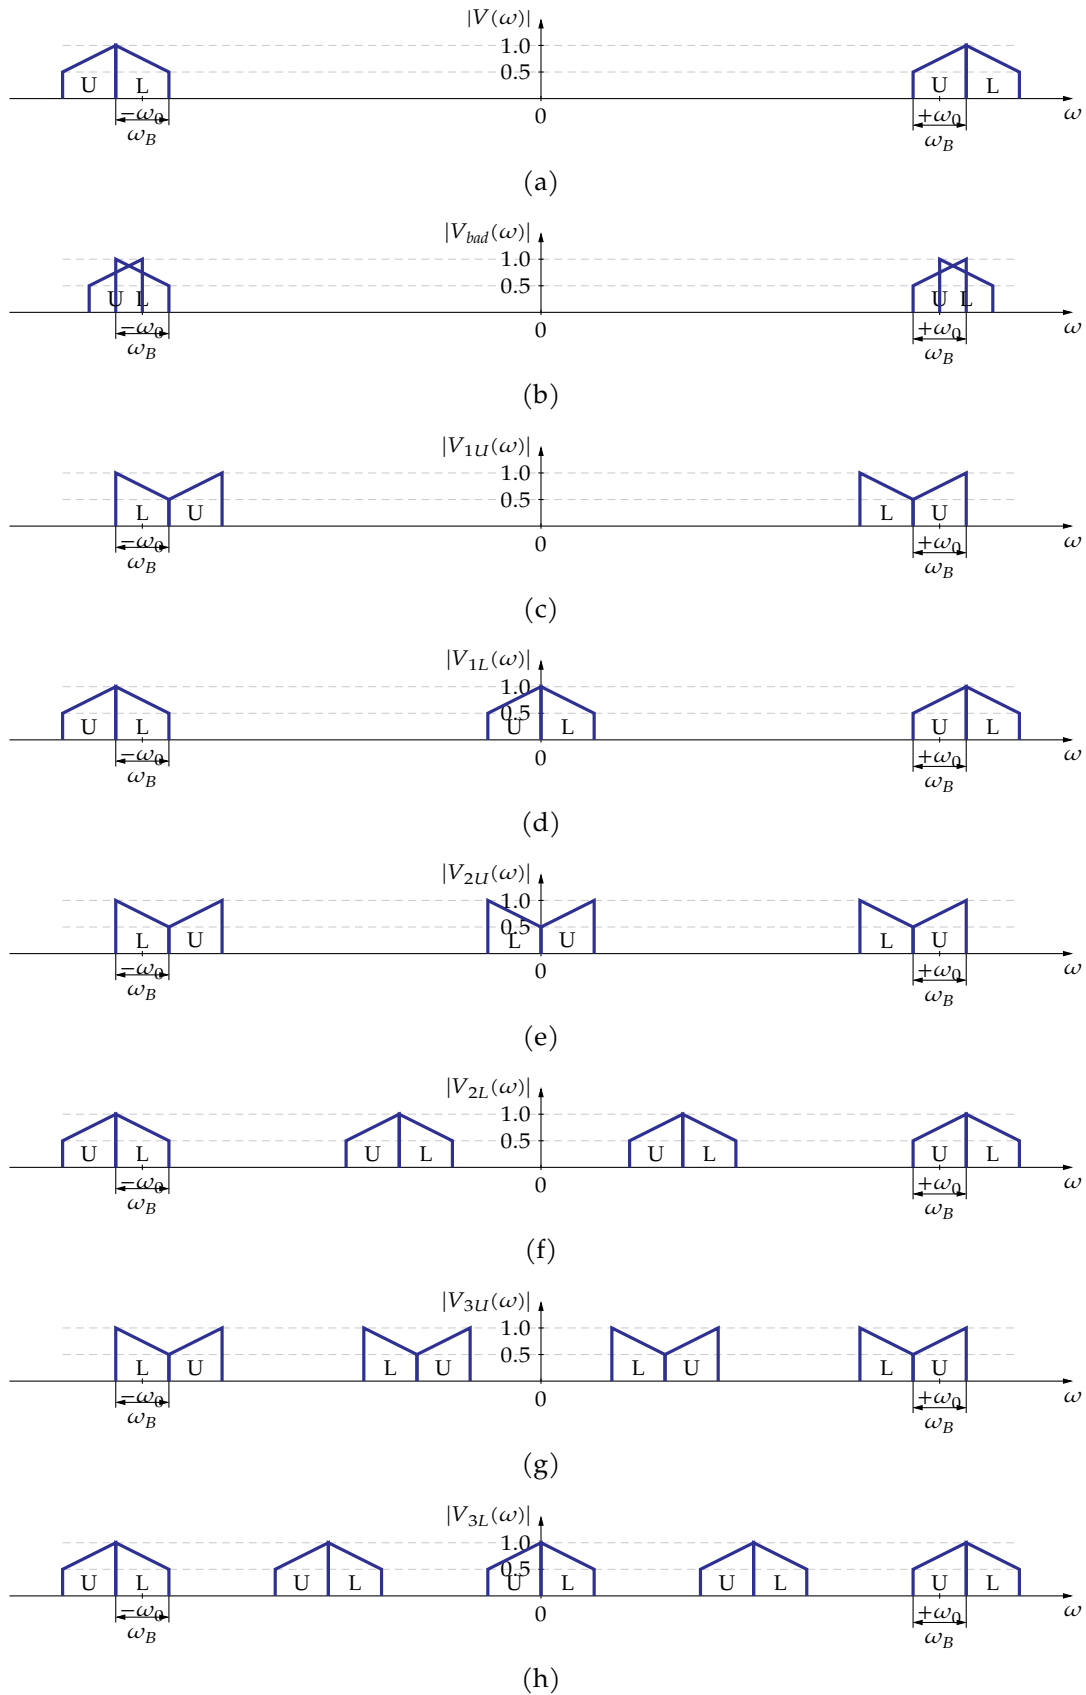 |V(ω)|
1.0
0.5
U L U L
−ω0 0 +ω0 ω
ωB ωB
(a)
|Vbad(ω)|
1.0
0.5
U L U L
−ω0 0 +ω0 ω
ωB ωB
(b)
|V1U(ω)|
1.0
0.5
L U L U
−ω0 0 +ω0 ω
ωB ωB
(c)
|V1L(ω)|
1.0
0.5
U L U L U L
−ω0 0 +ω0 ω
ωB ωB
(d)
|V2U(ω)|
1.0
0.5
L U L U L U
−ω0 0 +ω0 ω
ωB ωB
(e)
|V2L(ω)|
1.0
0.5
U L U L U L U L
−ω0 0 +ω0 ω
ωB ωB
(f)
|V3U(ω)|
1.0
0.5
L U L U L U L U
−ω0 0 +ω0 ω
ωB ωB
(g)
|V3L(ω)|
1.0
0.5
U L U L U L U L U L
−ω0 0 +ω0 ω
ωB ωB
(h)